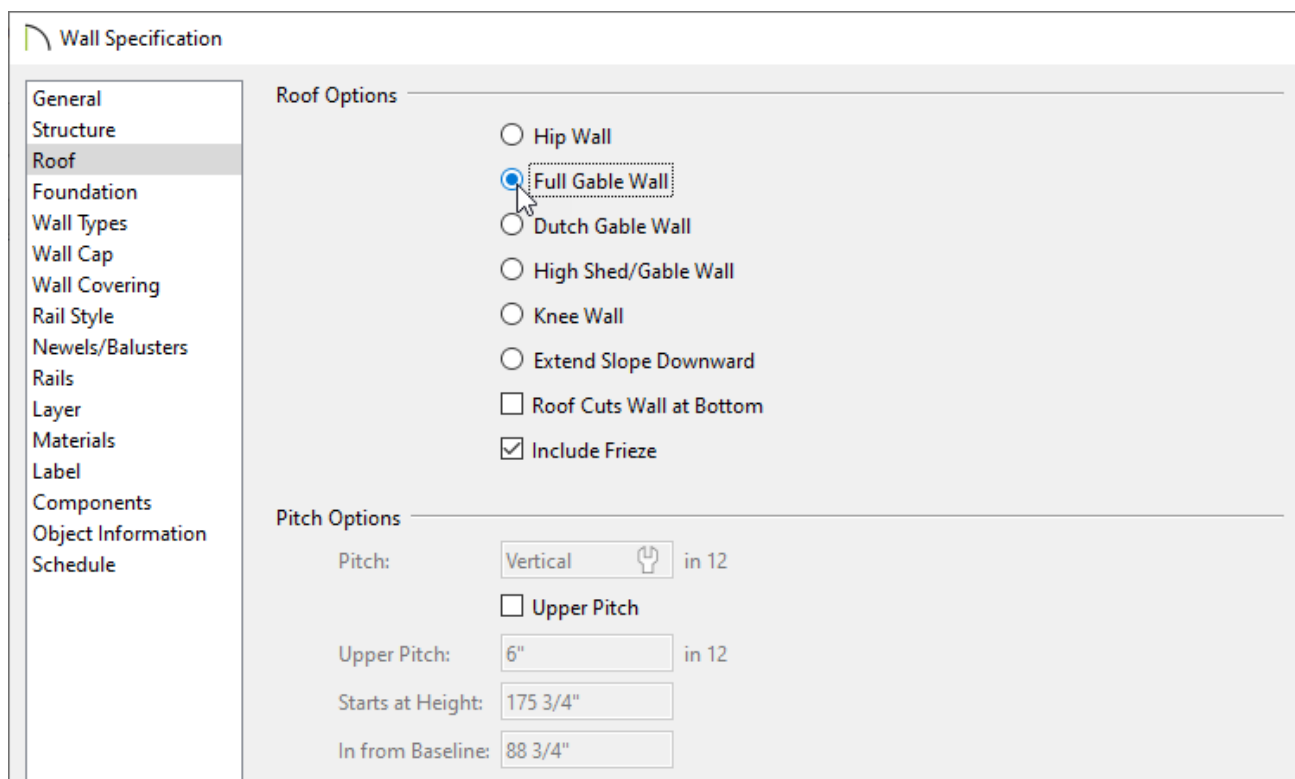 Wall Specification
General
Structure
Roof
Foundation
Wall Types
Wall Cap
Wall Covering
Rail Style
Newels/Balusters
Rails
Layer
Materials
Label
Components
Object Information
Schedule
Roof Options
Hip Wall
Full Gable Wall
Dutch Gable Wall
High Shed/Gable Wall
Knee Wall
Extend Slope Downward
Roof Cuts Wall at Bottom
Include Frieze
Pitch Options
Pitch: Vertical in 12
Upper Pitch
Upper Pitch: 6" in 12
Starts at Height: 175 3/4"
In from Baseline: 88 3/4"